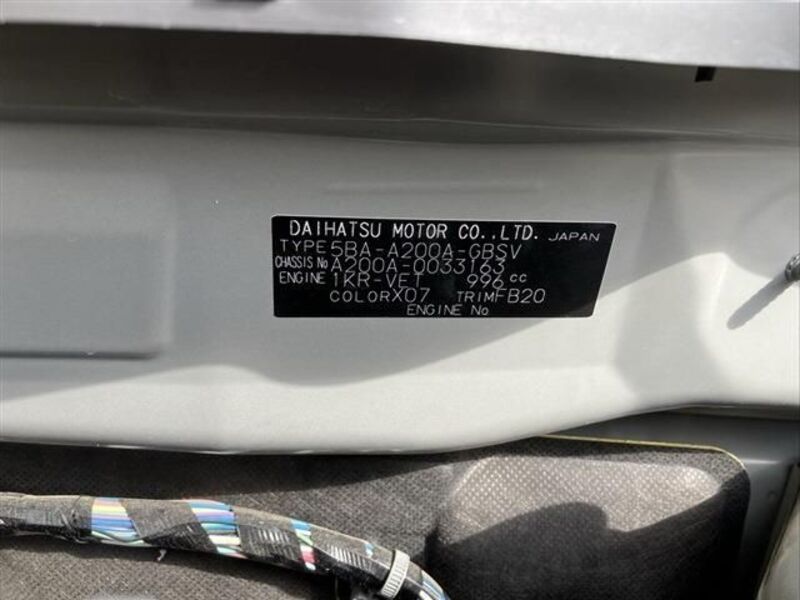 DAIHATSU MOTOR CO.,LTD. JAPAN
TYPE 5BA-A200A-GBSV
CHASSIS No A200A-0033163
ENGINE 1KR-VET 996 cc
COLOR X07 TRIM FB20
ENGINE No